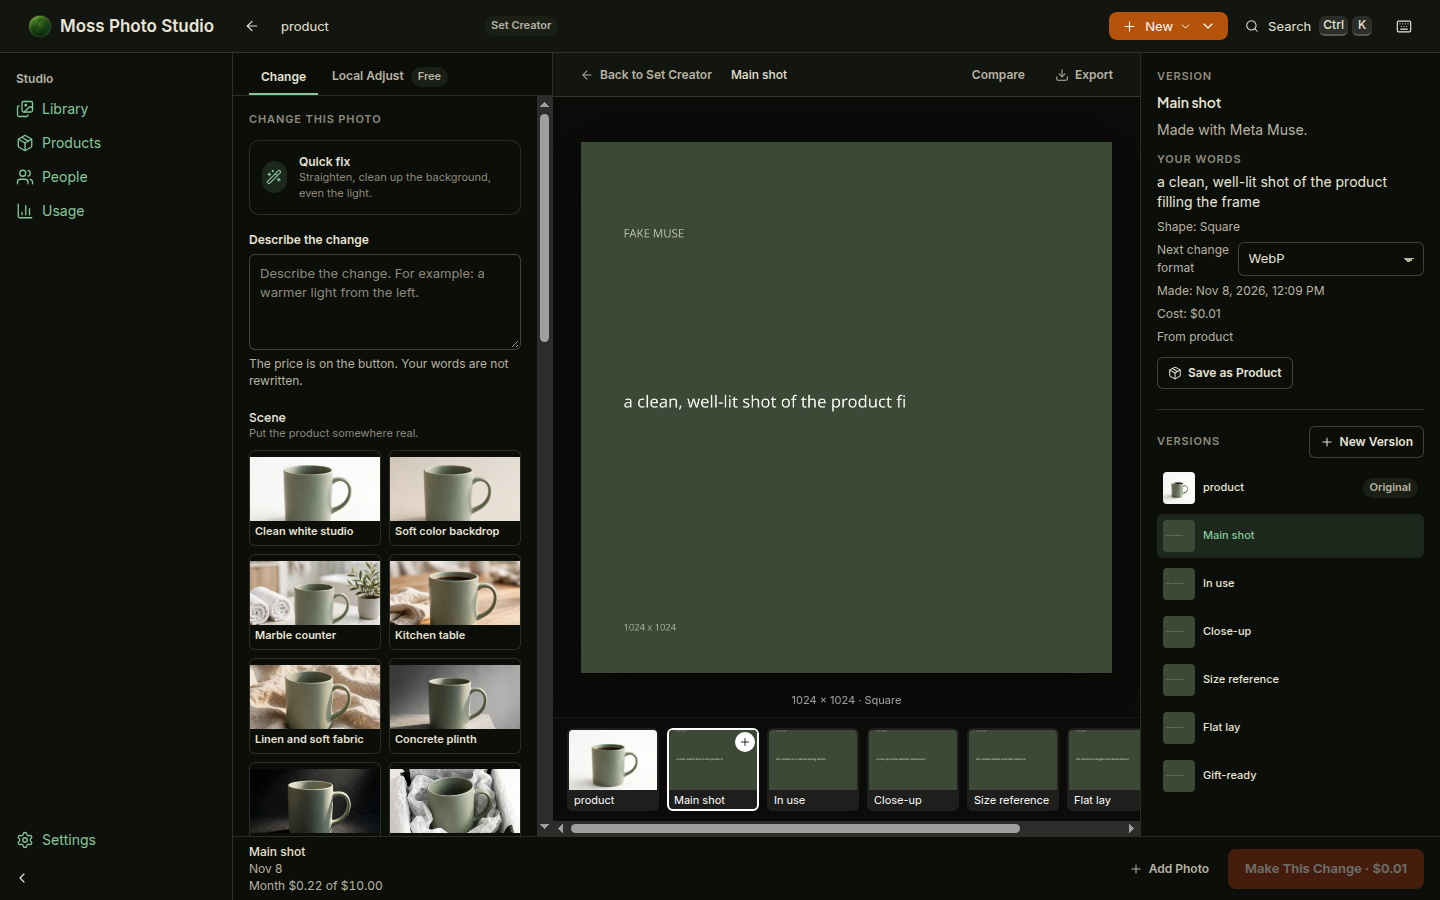 Moss Photo Studio
product
Set Creator
New
Search
Ctrl
K
Studio
Library
Products
People
Usage
Settings
Change
Local Adjust
Free
CHANGE THIS PHOTO
Quick fix
Straighten, clean up the background,
even the light.
Describe the change
Describe the change. For example: a
warmer light from the left.
The price is on the button. Your words are not
rewritten.
Scene
Put the product somewhere real.
Clean white studio
Soft color backdrop
Marble counter
Kitchen table
Linen and soft fabric
Concrete plinth
Back to Set Creator
Main shot
Compare
Export
FAKE MUSE
a clean, well-lit shot of the product fi
1024 x 1024
1024 × 1024 · Square
product
Main shot
In use
Close-up
Size reference
Flat lay
VERSION
Main shot
Made with Meta Muse.
YOUR WORDS
a clean, well-lit shot of the product
filling the frame
Shape: Square
Next change
format
WebP
Made: Nov 8, 2026, 12:09 PM
Cost: $0.01
From product
Save as Product
VERSIONS
New Version
product
Original
Main shot
In use
Close-up
Size reference
Flat lay
Gift-ready
Main shot
Nov 8
Month $0.22 of $10.00
Add Photo
Make This Change · $0.01